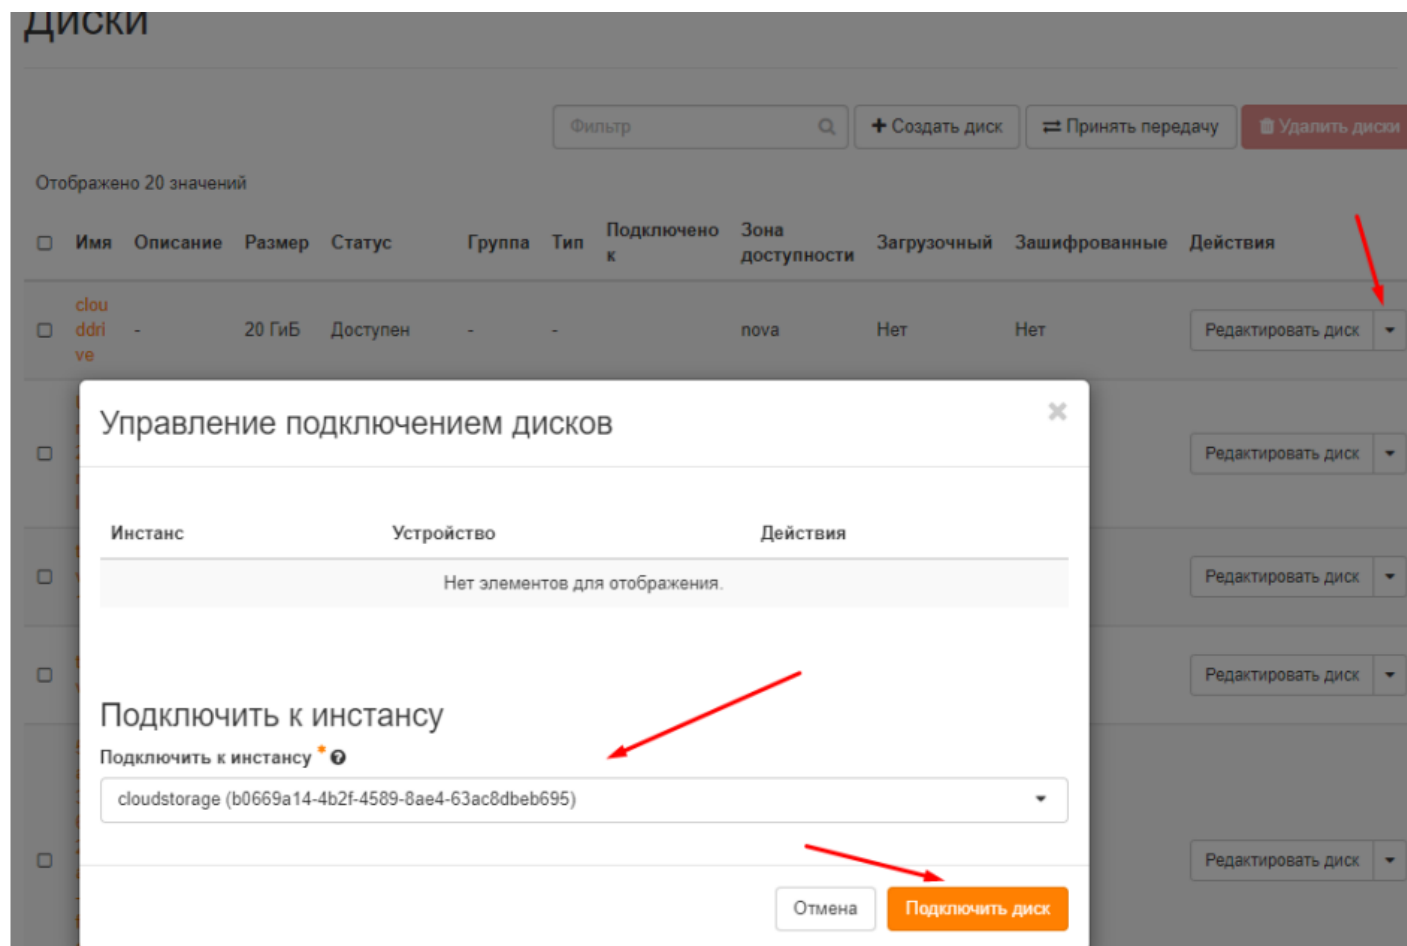 Диски
Фильтр
Создать диск
Принять передачу
Удалить диски
Отображено 20 значений
Имя Описание Размер Статус Группа Тип Подключено к Зона доступности Загрузочный Зашифрованные Действия
clou
ddri
ve
- 20 ГиБ Доступен - - nova Нет Нет Редактировать диск
Управление подключением дисков
Редактировать диск
Инстанс Устройство Действия
Нет элементов для отображения.
Редактировать диск
Редактировать диск
Подключить к инстансу
Подключить к инстансу *
cloudstorage (b0669a14-4b2f-4589-8ae4-63ac8dbeb695)
Редактировать диск
Отмена
Подключить диск